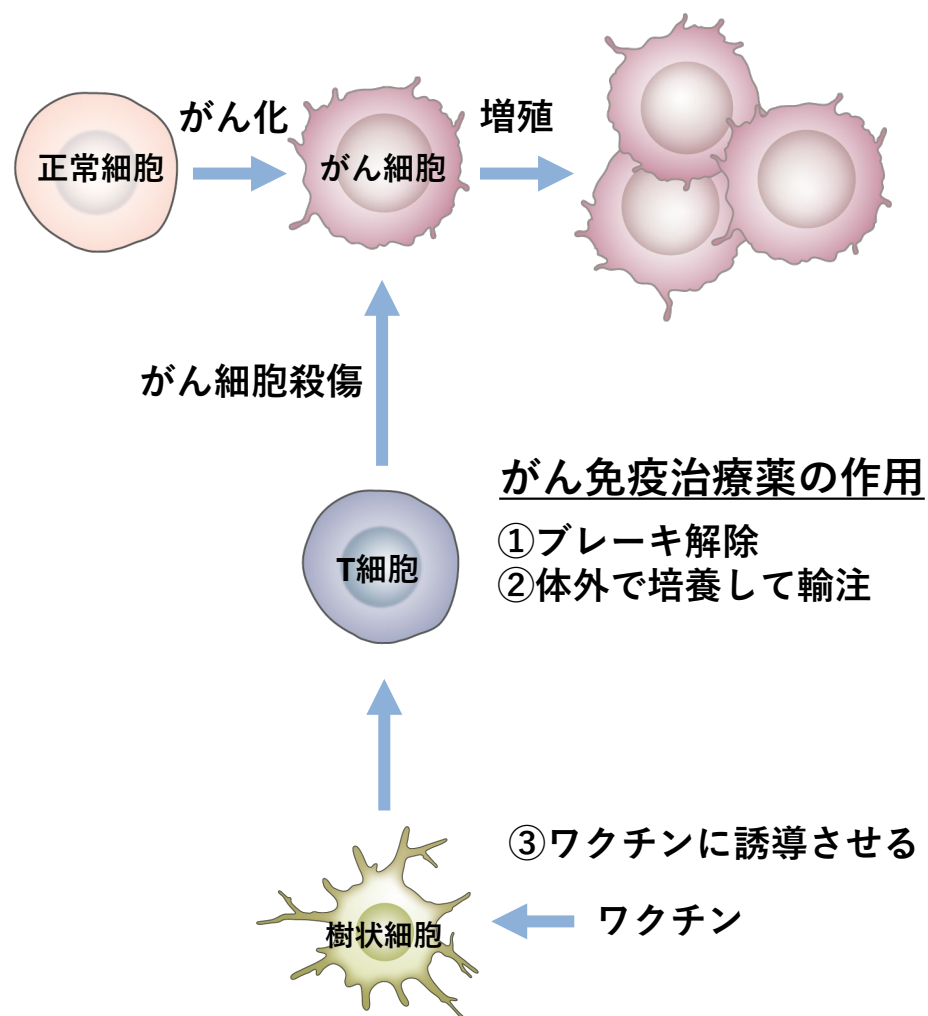 がん化
増殖
正常細胞
がん細胞
がん細胞殺傷
がん免疫治療薬の作用
①ブレーキ解除
②体外で培養して輸注
T細胞
③ワクチンに誘導させる
ワクチン
樹状細胞